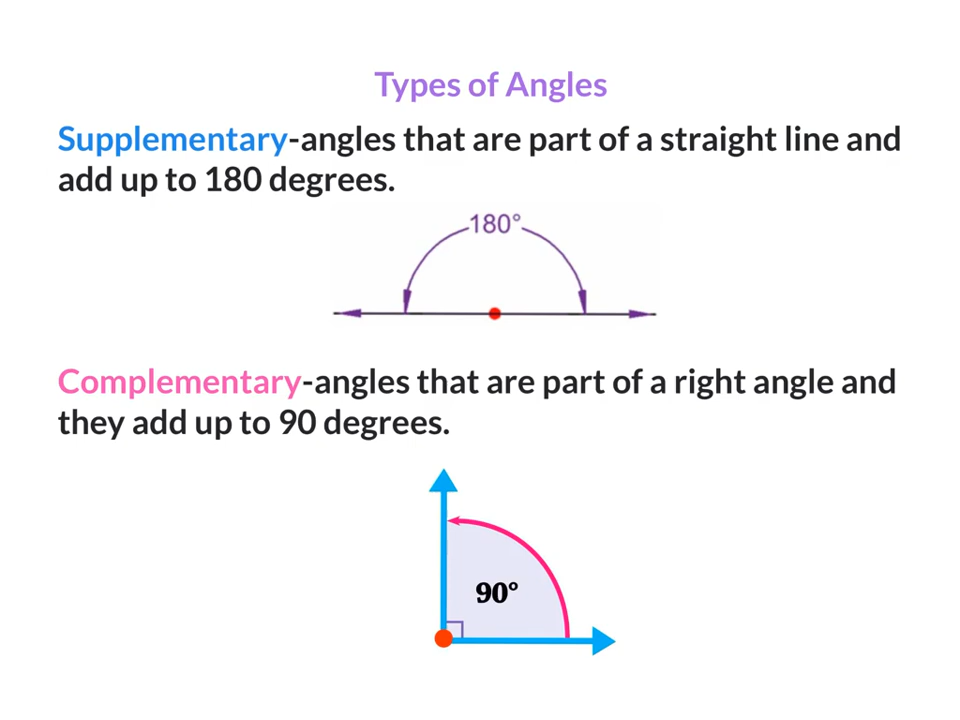 Types of Angles
Supplementary-angles that are part of a straight line and
add up to 180 degrees.
180°
Complementary-angles that are part of a right angle and
they add up to 90 degrees.
90°